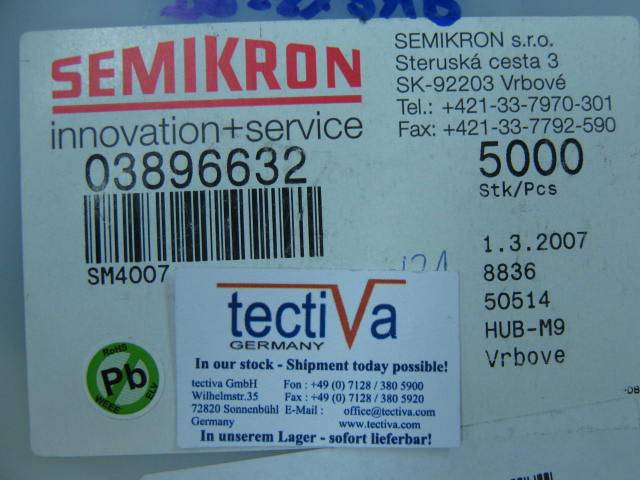 SEMIKRON
innovation+service
SEMIKRON s.r.o.
Steruská cesta 3
SK-92203 Vrbové
Tel.: +421-33-7970-301
Fax: +421-33-7792-590
03896632
5000
Stk/Pcs
SM4007
1.3.2007
8836
50514
HUB-M9
Vrbove
RoHS
Pb
WEEE
ELV
tectiVa
GERMANY
In our stock - Shipment today possible!
tectiva GmbH Fon : +49 (0) 7128 / 380 5900
Wilhelmstr.35 Fax : +49 (0) 7128 / 380 5920
72820 Sonnenbühl E-Mail : office@tectiva.com
Germany www.tectiva.com
In unserem Lager - sofort lieferbar!